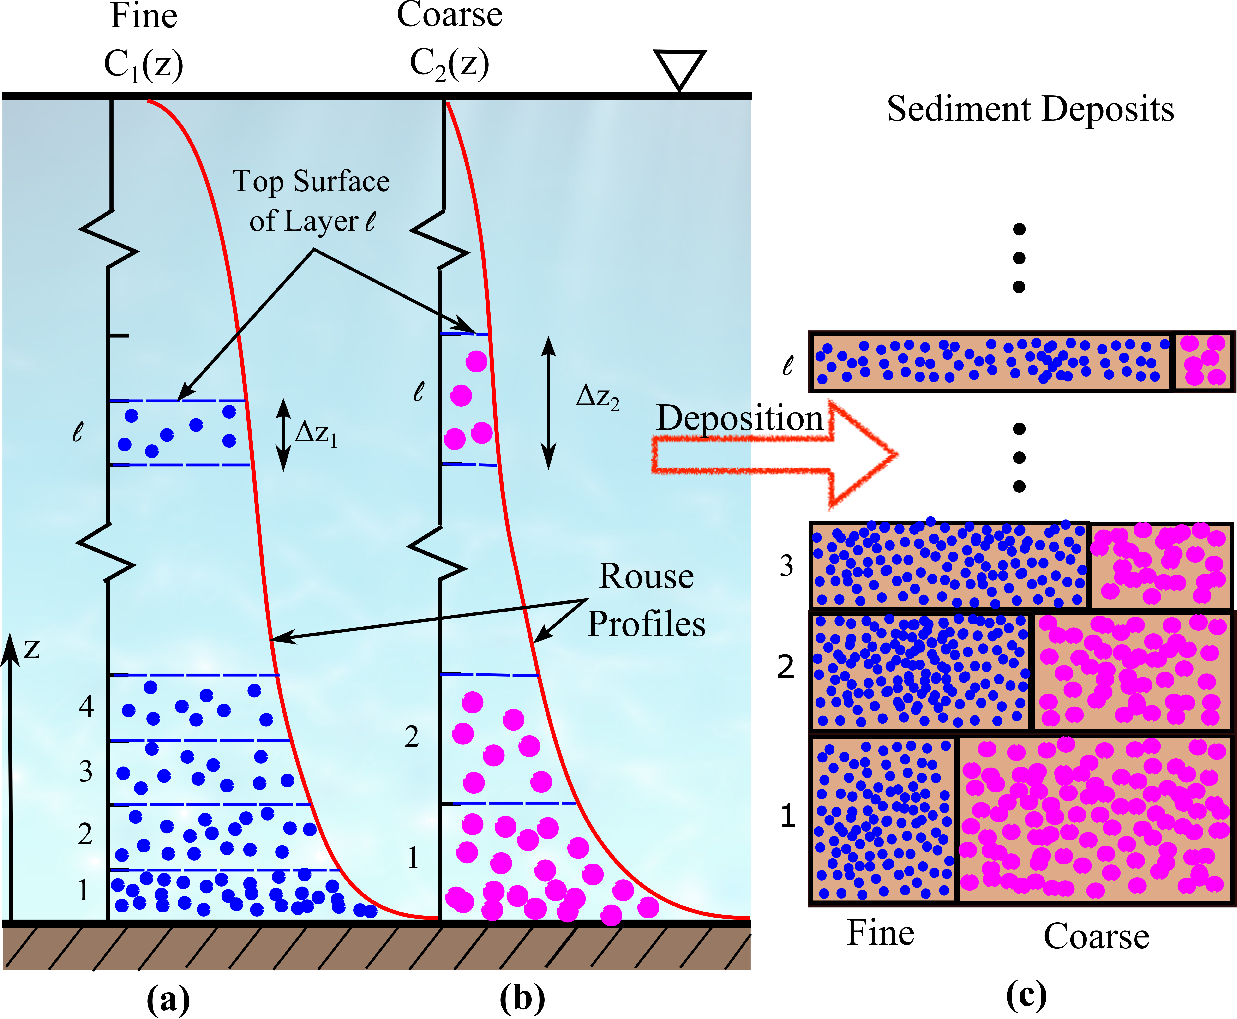 Fine
C₁(z)
Coarse
C₂(z)
Sediment Deposits
Top Surface
of Layer ℓ
ℓ
Δz₁
ℓ
Δz₂
Deposition
ℓ
Rouse
Profiles
z
4
3
2
1
2
1
3
2
1
Fine
Coarse
(a)
(b)
(c)